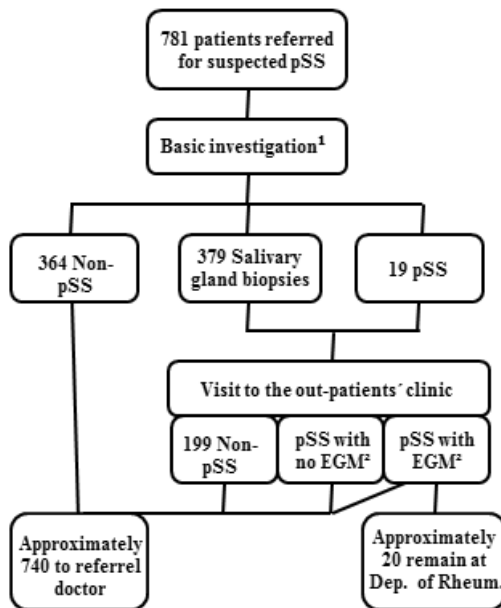 781 patients referred
for suspected pSS
Basic investigation¹
364 Non-
pSS
379 Salivary
gland biopsies
19 pSS
Visit to the out-patients´ clinic
199 Non-
pSS
pSS with
no EGM²
pSS with
EGM²
Approximately
740 to referrel
doctor
Approximately
20 remain at
Dep. of Rheum.